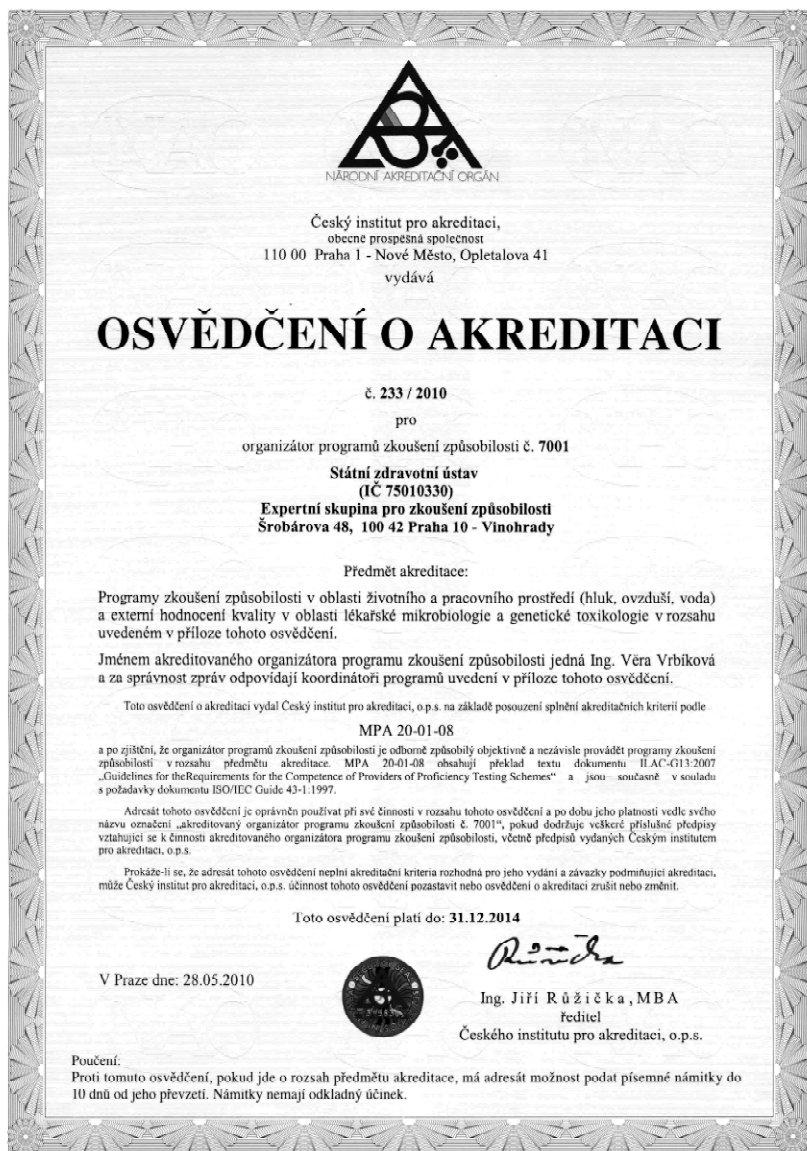 NÁRODNÍ AKREDITAČNÍ ORGÁN
Český institut pro akreditaci,
obecně prospěšná společnost
110 00 Praha 1 - Nové Město, Opletalova 41
vydává
OSVĚDČENÍ O AKREDITACI
č. 233 / 2010
pro
organizátor programů zkoušení způsobilosti č. 7001
Státní zdravotní ústav
(IČ 75010330)
Expertní skupina pro zkoušení způsobilosti
Šrobárova 48, 100 42 Praha 10 - Vinohrady
Předmět akreditace:
Programy zkoušení způsobilosti v oblasti životního a pracovního prostředí (hluk, ovzduší, voda)
a externí hodnocení kvality v oblasti lékařské mikrobiologie a genetické toxikologie v rozsahu
uvedeném v příloze tohoto osvědčení.
Jménem akreditovaného organizátora programu zkoušení způsobilosti jedná Ing. Věra Vrbíková
a za správnost zpráv odpovídají koordinátoři programů uvedení v příloze tohoto osvědčení.
Toto osvědčení o akreditaci vydal Český institut pro akreditaci, o.p.s. na základě posouzení splnění akreditačních kriterií podle
MPA 20-01-08
a po zjištění, že organizátor programů zkoušení způsobilosti je odborně způsobilý objektivně a nezávisle provádět programy zkoušení
způsobilosti v rozsahu předmětu akreditace. MPA 20-01-08 obsahují překlad textu dokumentu ILAC-G13:2007
„Guidelines for theRequirements for the Competence of Providers of Proficiency Testing Schemes“ a jsou současně v souladu
s požadavky dokumentu ISO/IEC Guide 43-1:1997.
Adresát tohoto osvědčení je oprávněn používat při své činnosti v rozsahu tohoto osvědčení a po dobu jeho platnosti vedle svého
názvu označení „akreditovaný organizátor programu zkoušení způsobilosti č. 7001“, pokud dodržuje veškeré příslušné předpisy
vztahující se k činnosti akreditovaného organizátora programu zkoušení způsobilosti, včetně předpisů vydaných Českým institutem
pro akreditaci, o.p.s.
Prokáže-li se, že adresát tohoto osvědčení neplní akreditační kriteria rozhodná pro jeho vydání a závazky podmiňující akreditaci,
může Český institut pro akreditaci, o.p.s. účinnost tohoto osvědčení pozastavit nebo osvědčení o akreditaci zrušit nebo změnit.
Toto osvědčení platí do: 31.12.2014
V Praze dne: 28.05.2010
Ing. Jiří Růžička, MBA
ředitel
Českého institutu pro akreditaci, o.p.s.
Poučení:
Proti tomuto osvědčení, pokud jde o rozsah předmětu akreditace, má adresát možnost podat písemné námitky do
10 dnů od jeho převzetí. Námitky nemají odkladný účinek.